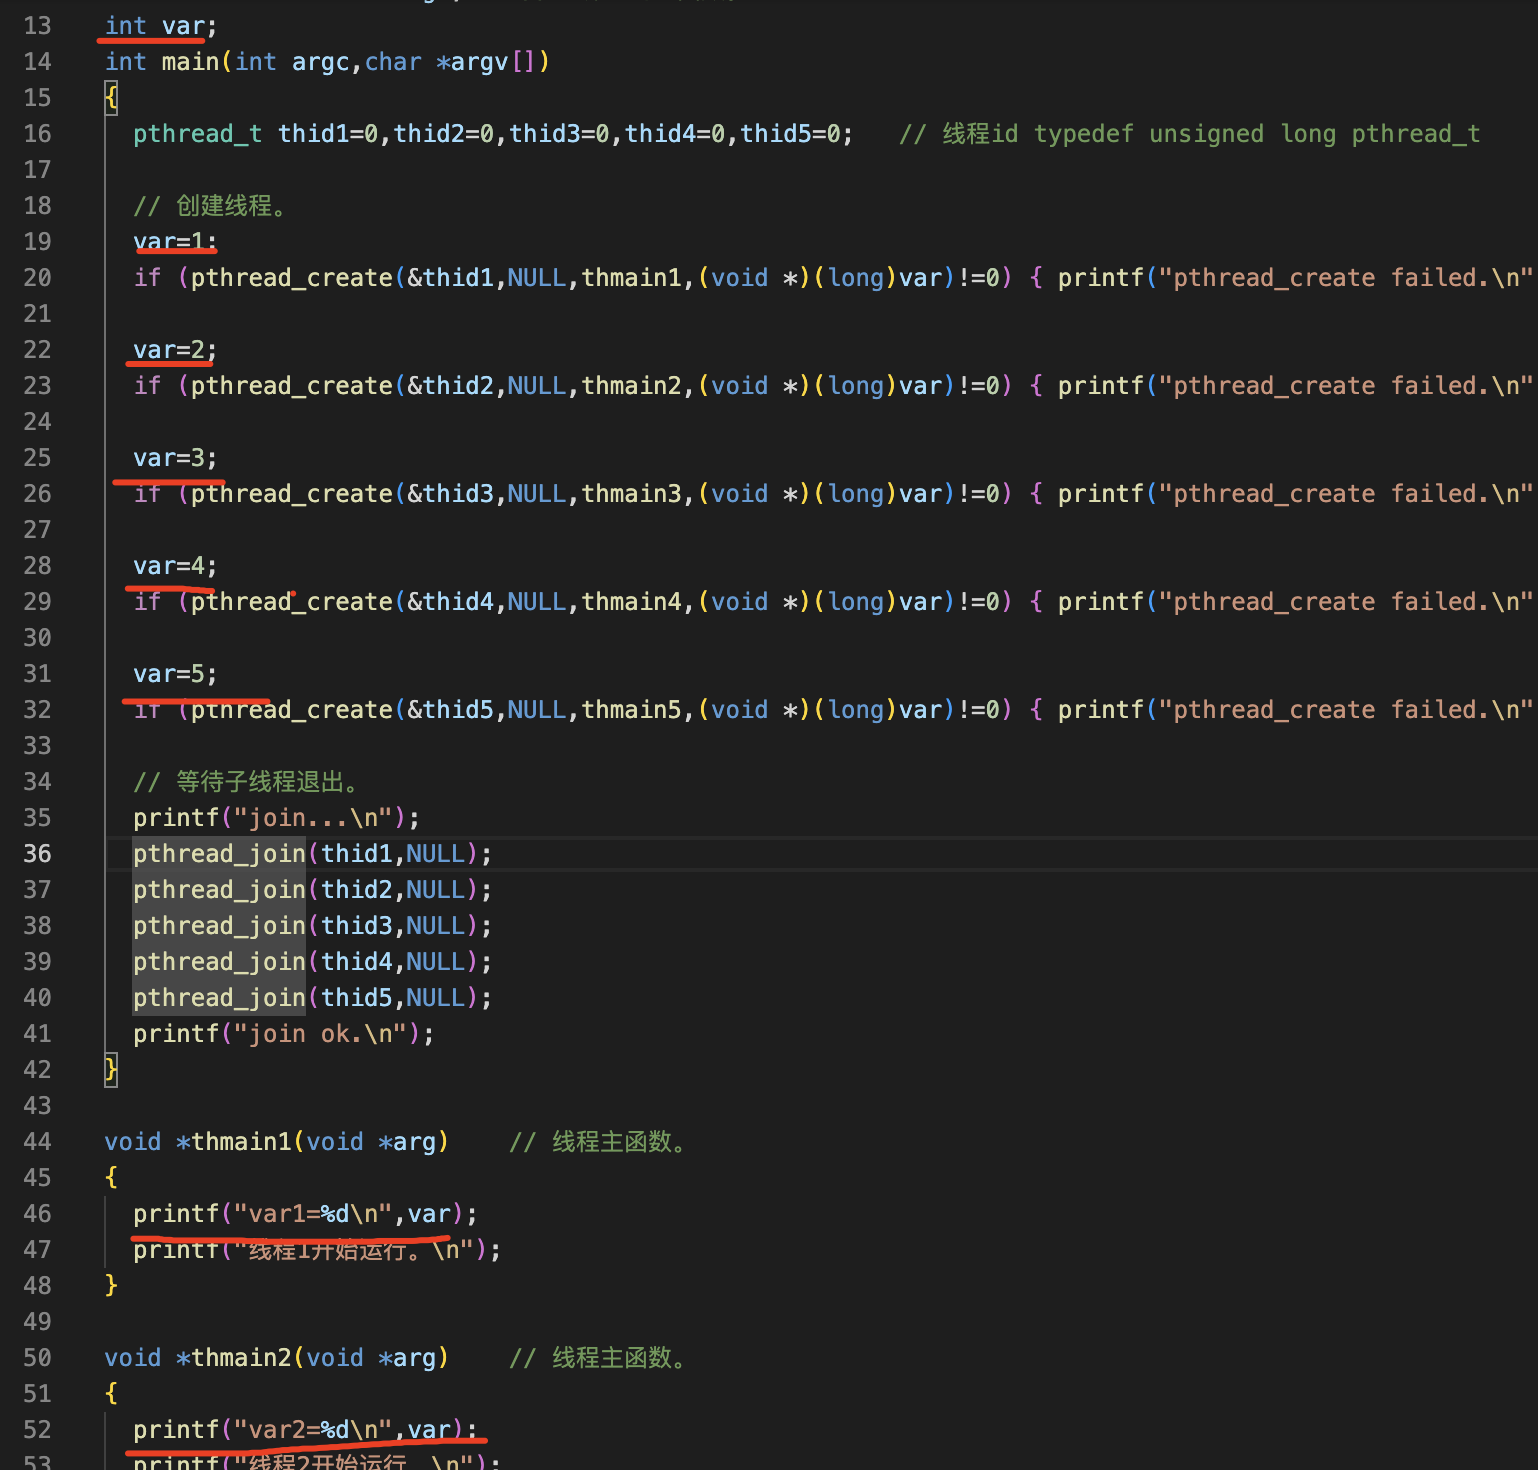 13 int var;
14 int main(int argc,char *argv[])
15 {
16 pthread_t thid1=0,thid2=0,thid3=0,thid4=0,thid5=0; // 线程id typedef unsigned long pthread_t
17
18 // 创建线程。
19 var=1;
20 if (pthread_create(&thid1,NULL,thmain1,(void *)(long)var)!=0) { printf("pthread_create failed.\n"
21
22 var=2;
23 if (pthread_create(&thid2,NULL,thmain2,(void *)(long)var)!=0) { printf("pthread_create failed.\n"
24
25 var=3;
26 if (pthread_create(&thid3,NULL,thmain3,(void *)(long)var)!=0) { printf("pthread_create failed.\n"
27
28 var=4;
29 if (pthread_create(&thid4,NULL,thmain4,(void *)(long)var)!=0) { printf("pthread_create failed.\n"
30
31 var=5;
32 if (pthread_create(&thid5,NULL,thmain5,(void *)(long)var)!=0) { printf("pthread_create failed.\n"
33
34 // 等待子线程退出。
35 printf("join...\n");
36 pthread_join(thid1,NULL);
37 pthread_join(thid2,NULL);
38 pthread_join(thid3,NULL);
39 pthread_join(thid4,NULL);
40 pthread_join(thid5,NULL);
41 printf("join ok.\n");
42 }
43
44 void *thmain1(void *arg) // 线程主函数。
45 {
46 printf("var1=%d\n",var);
47 printf("线程1开始运行。\n");
48 }
49
50 void *thmain2(void *arg) // 线程主函数。
51 {
52 printf("var2=%d\n",var);
53 printf("线程2开始运行。\n");